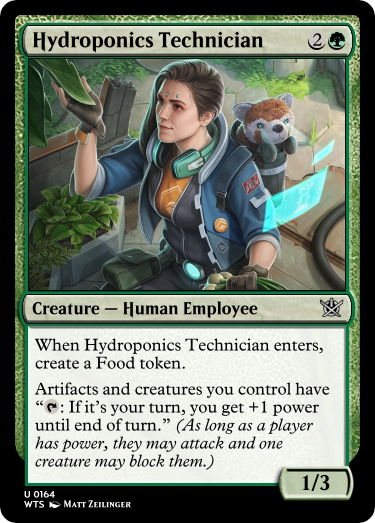 Hydroponics Technician 2
Creature — Human Employee
When Hydroponics Technician enters,
create a Food token.
Artifacts and creatures you control have
“: If it’s your turn, you get +1 power
until end of turn.” (As long as a player
has power, they may attack and one
creature may block them.)
1/3
U 0164
WTS Matt Zeilinger